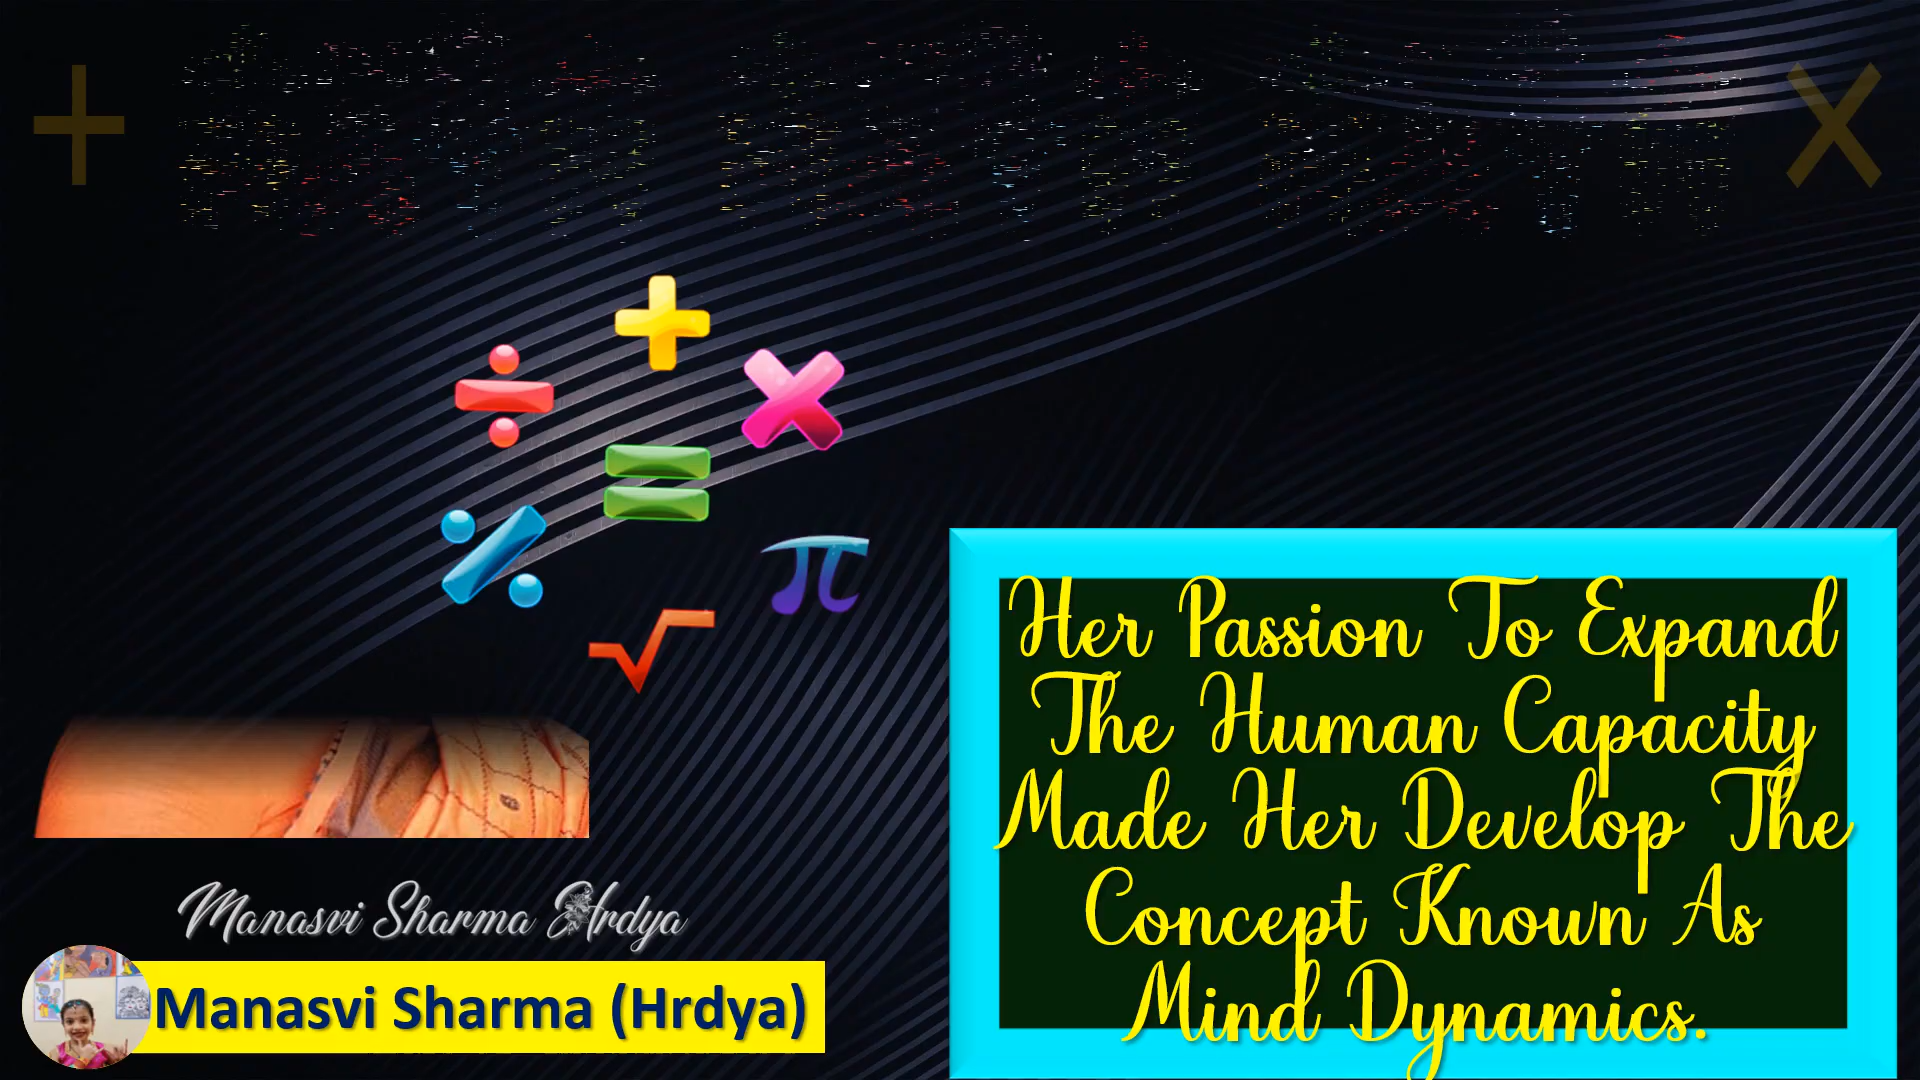 Her Passion To Expand
The Human Capacity
Made Her Develop The
Concept Known As
Mind Dynamics.
Manasvi Sharma Hrdya
Manasvi Sharma (Hrdya)